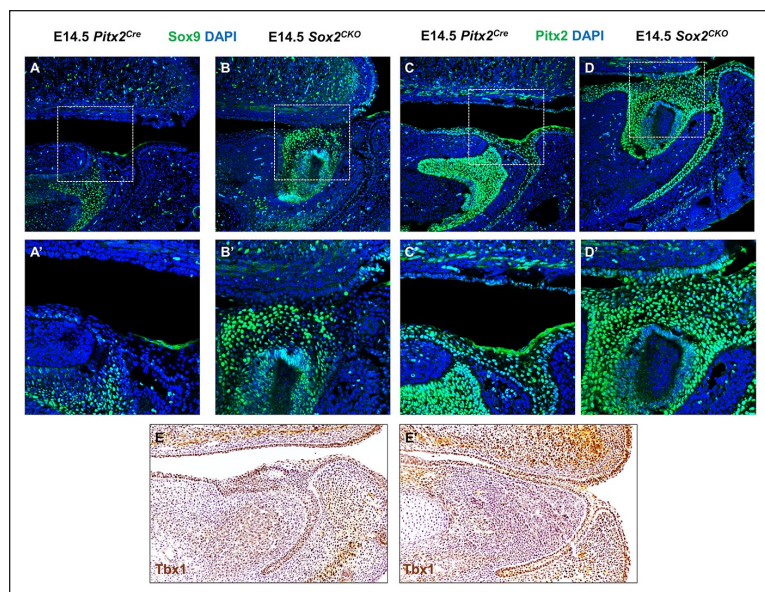 E14.5 Pitx2Cre Sox9 DAPI E14.5 Sox2CKO E14.5 Pitx2Cre Pitx2 DAPI E14.5 Sox2CKO
A B C D
A' B' C' D'
E E'
Tbx1 Tbx1